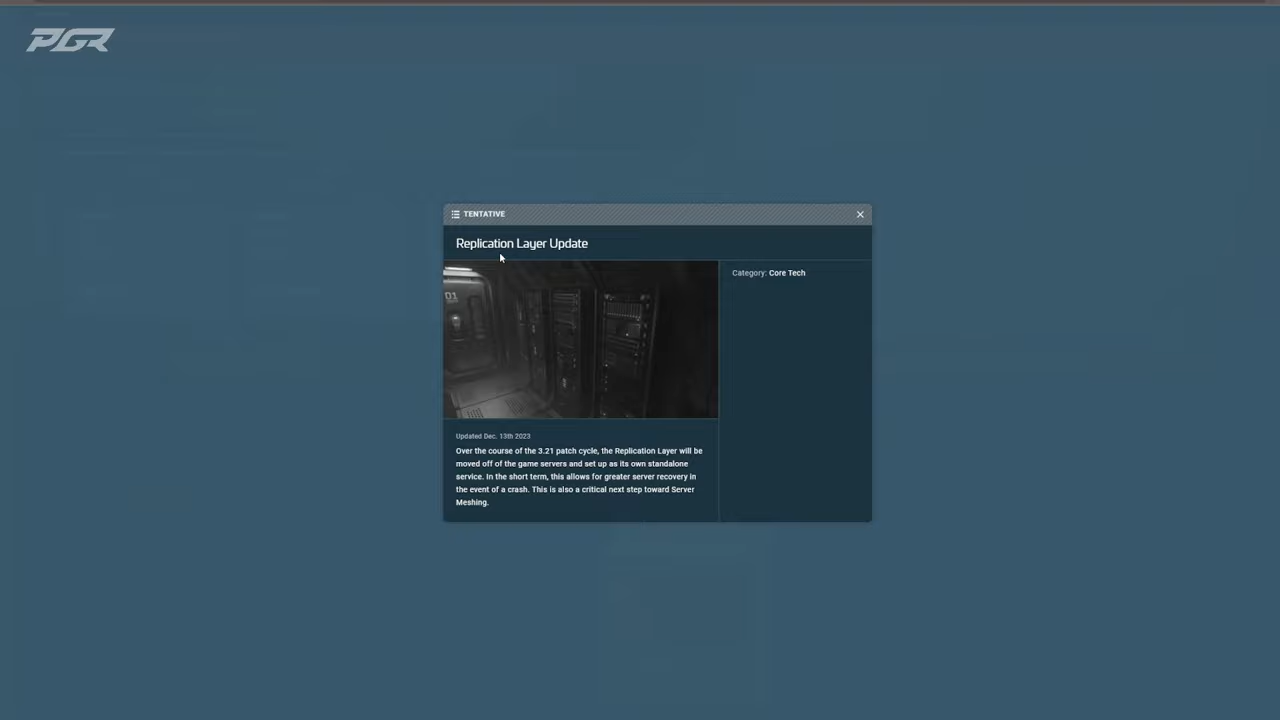 PGR
TENTATIVE
Replication Layer Update
01
Category: Core Tech
Updated Dec. 13th 2023
Over the course of the 3.21 patch cycle, the Replication Layer will be
moved off of the game servers and set up as its own standalone
service. In the short term, this allows for greater server recovery in
the event of a crash. This is also a critical next step toward Server
Meshing.